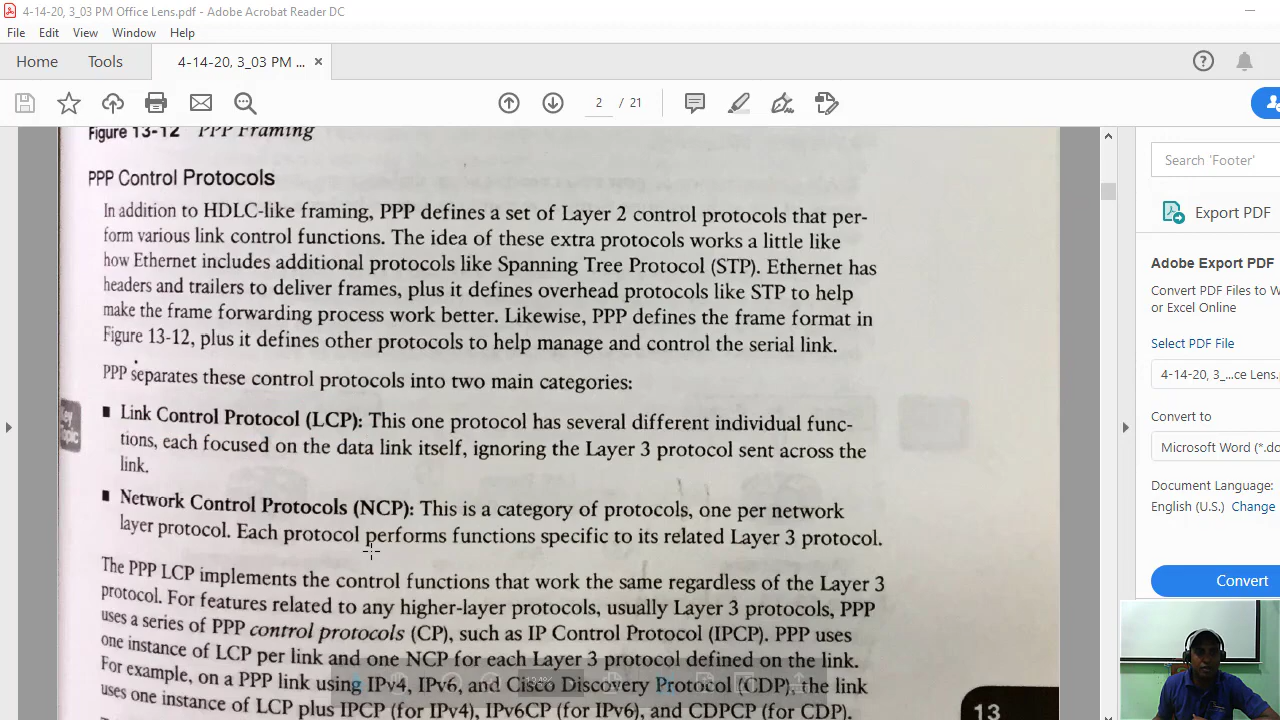 4-14-20, 3_03 PM Office Lens.pdf - Adobe Acrobat Reader DC
File Edit View Window Help
Home Tools 4-14-20, 3_03 PM ... ×
2 / 21
Figure 13-12 PPP Framing
PPP Control Protocols
In addition to HDLC-like framing, PPP defines a set of Layer 2 control protocols that per-
form various link control functions. The idea of these extra protocols works a little like
how Ethernet includes additional protocols like Spanning Tree Protocol (STP). Ethernet has
headers and trailers to deliver frames, plus it defines overhead protocols like STP to help
make the frame forwarding process work better. Likewise, PPP defines the frame format in
Figure 13-12, plus it defines other protocols to help manage and control the serial link.
PPP separates these control protocols into two main categories:
■ Link Control Protocol (LCP): This one protocol has several different individual func-
tions, each focused on the data link itself, ignoring the Layer 3 protocol sent across the
link.
■ Network Control Protocols (NCP): This is a category of protocols, one per network
layer protocol. Each protocol performs functions specific to its related Layer 3 protocol.
The PPP LCP implements the control functions that work the same regardless of the Layer 3
protocol. For features related to any higher-layer protocols, usually Layer 3 protocols, PPP
uses a series of PPP control protocols (CP), such as IP Control Protocol (IPCP). PPP uses
one instance of LCP per link and one NCP for each Layer 3 protocol defined on the link.
For example, on a PPP link using IPv4, IPv6, and Cisco Discovery Protocol (CDP), the link
uses one instance of LCP plus IPCP (for IPv4), IPv6CP (for IPv6), and CDPCP (for CDP).
13
Search 'Footer'
Export PDF
Adobe Export PDF
Convert PDF Files to W
or Excel Online
Select PDF File
4-14-20, 3_...ce Lens.
Convert to
Microsoft Word (*.do
Document Language:
English (U.S.) Change
Convert